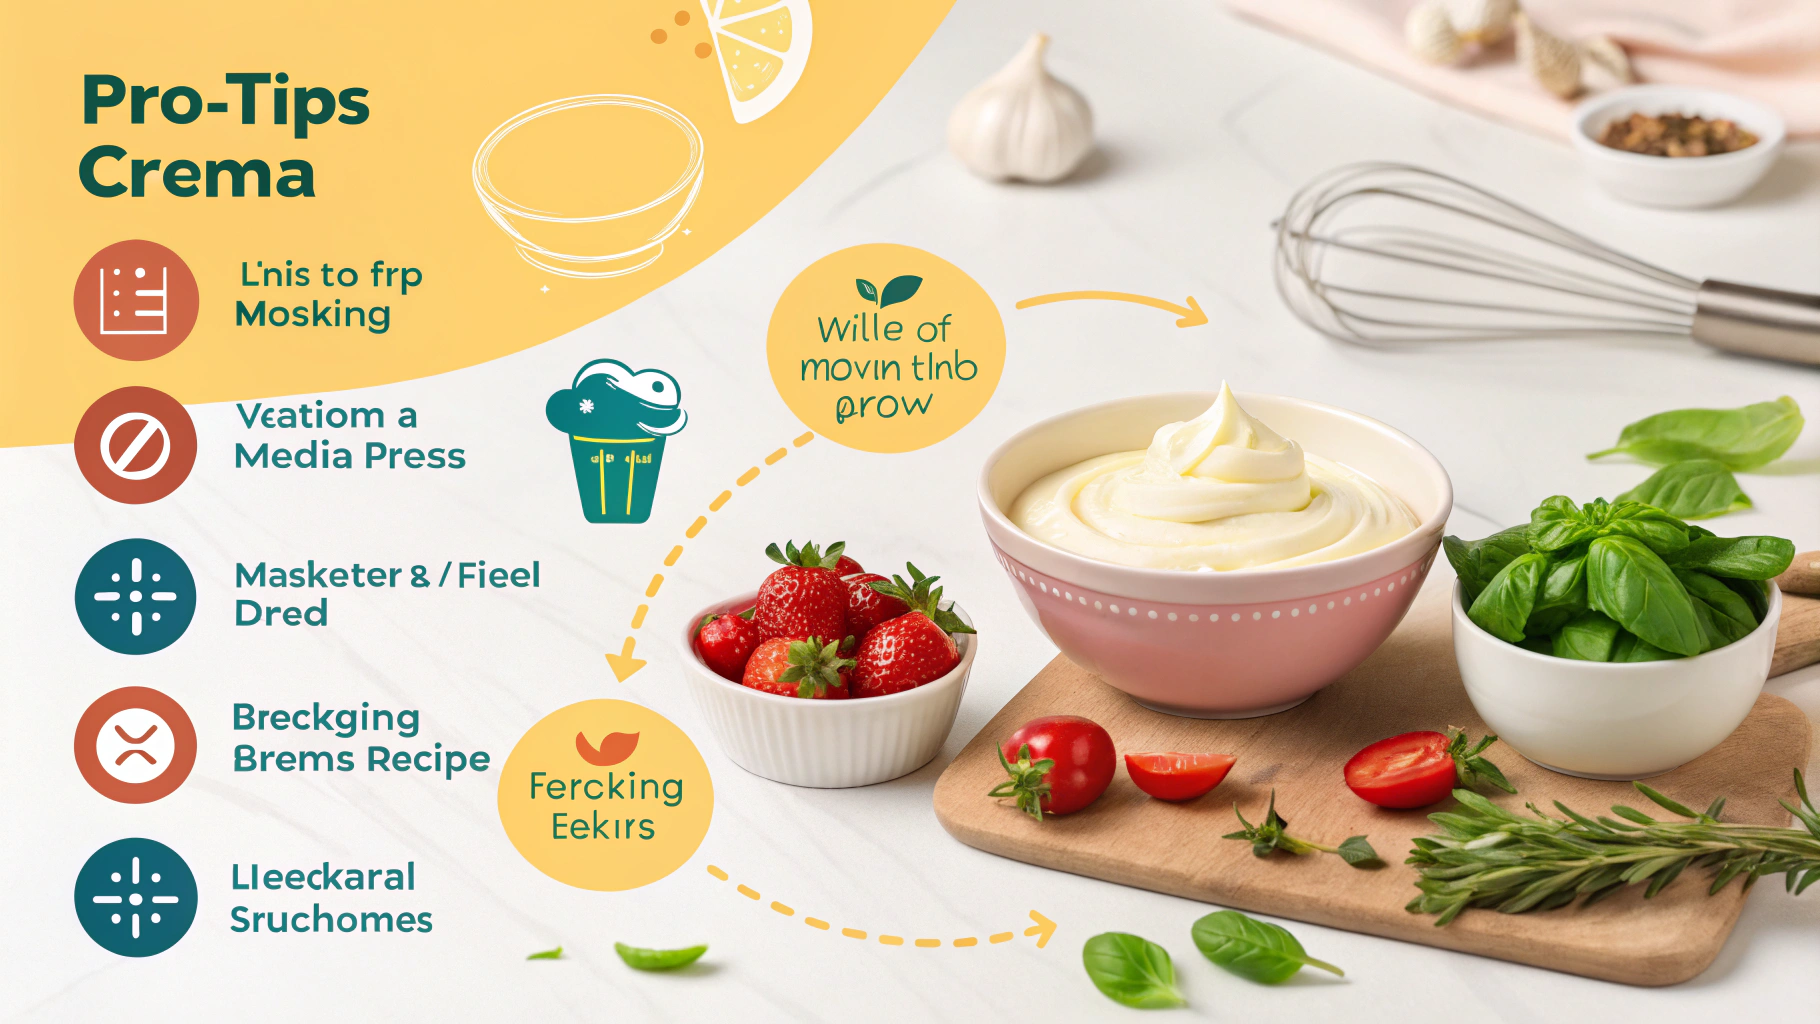 Pro-Tips
Crema
L'nis to frp
Mosking
Veatiom a
Media Press
Masketer & / Fieel
Dred
Breckging
Brems Recipe
Lleeckaral
Sruchomes
Wille of
movin tlnb
prow
Fercking
Eekirs